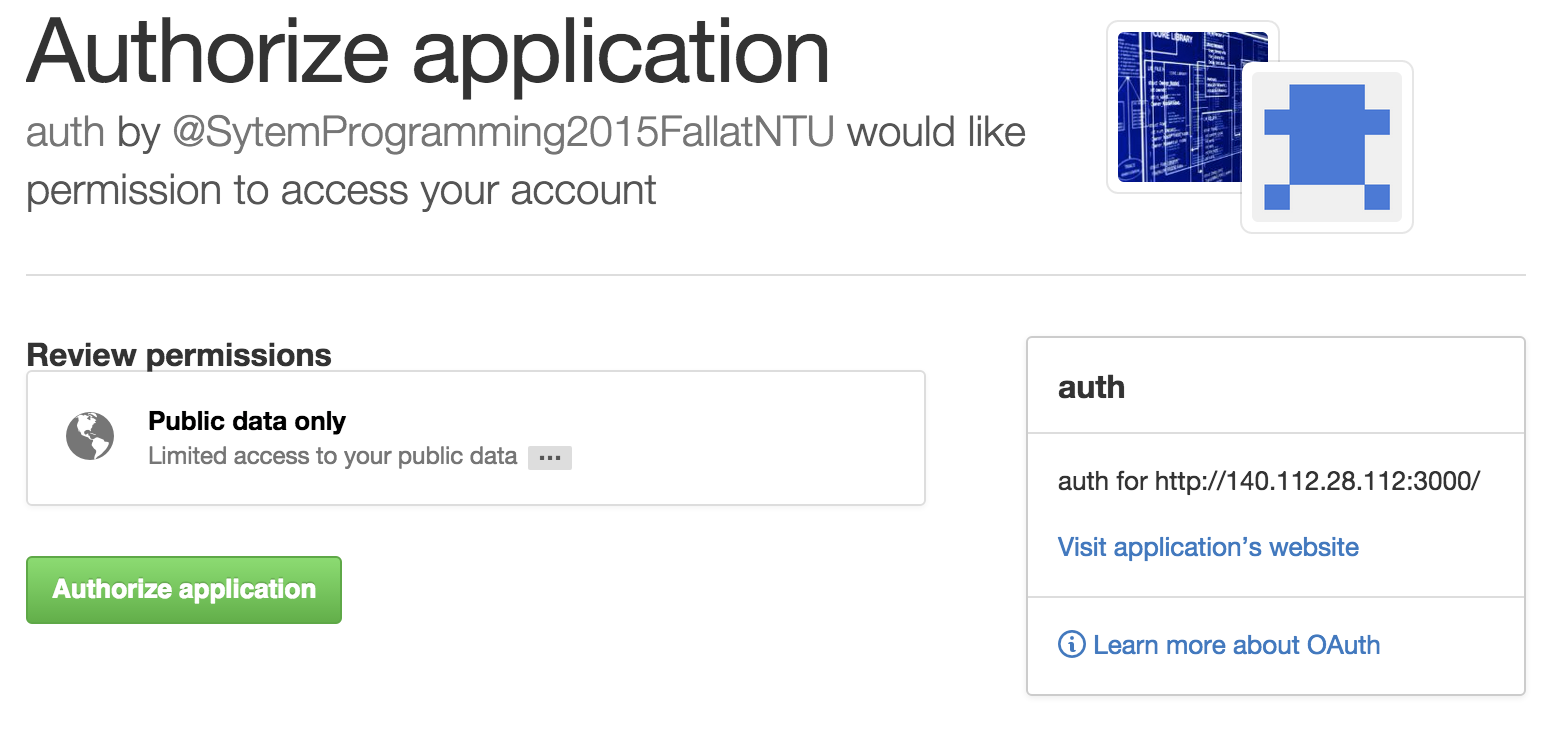 Authorize application
auth by @SytemProgramming2015FallatNTU would like
permission to access your account
CORE LIBRARY
Review permissions
Public data only
Limited access to your public data ...
Authorize application
auth
auth for http://140.112.28.112:3000/
Visit application's website
Learn more about OAuth